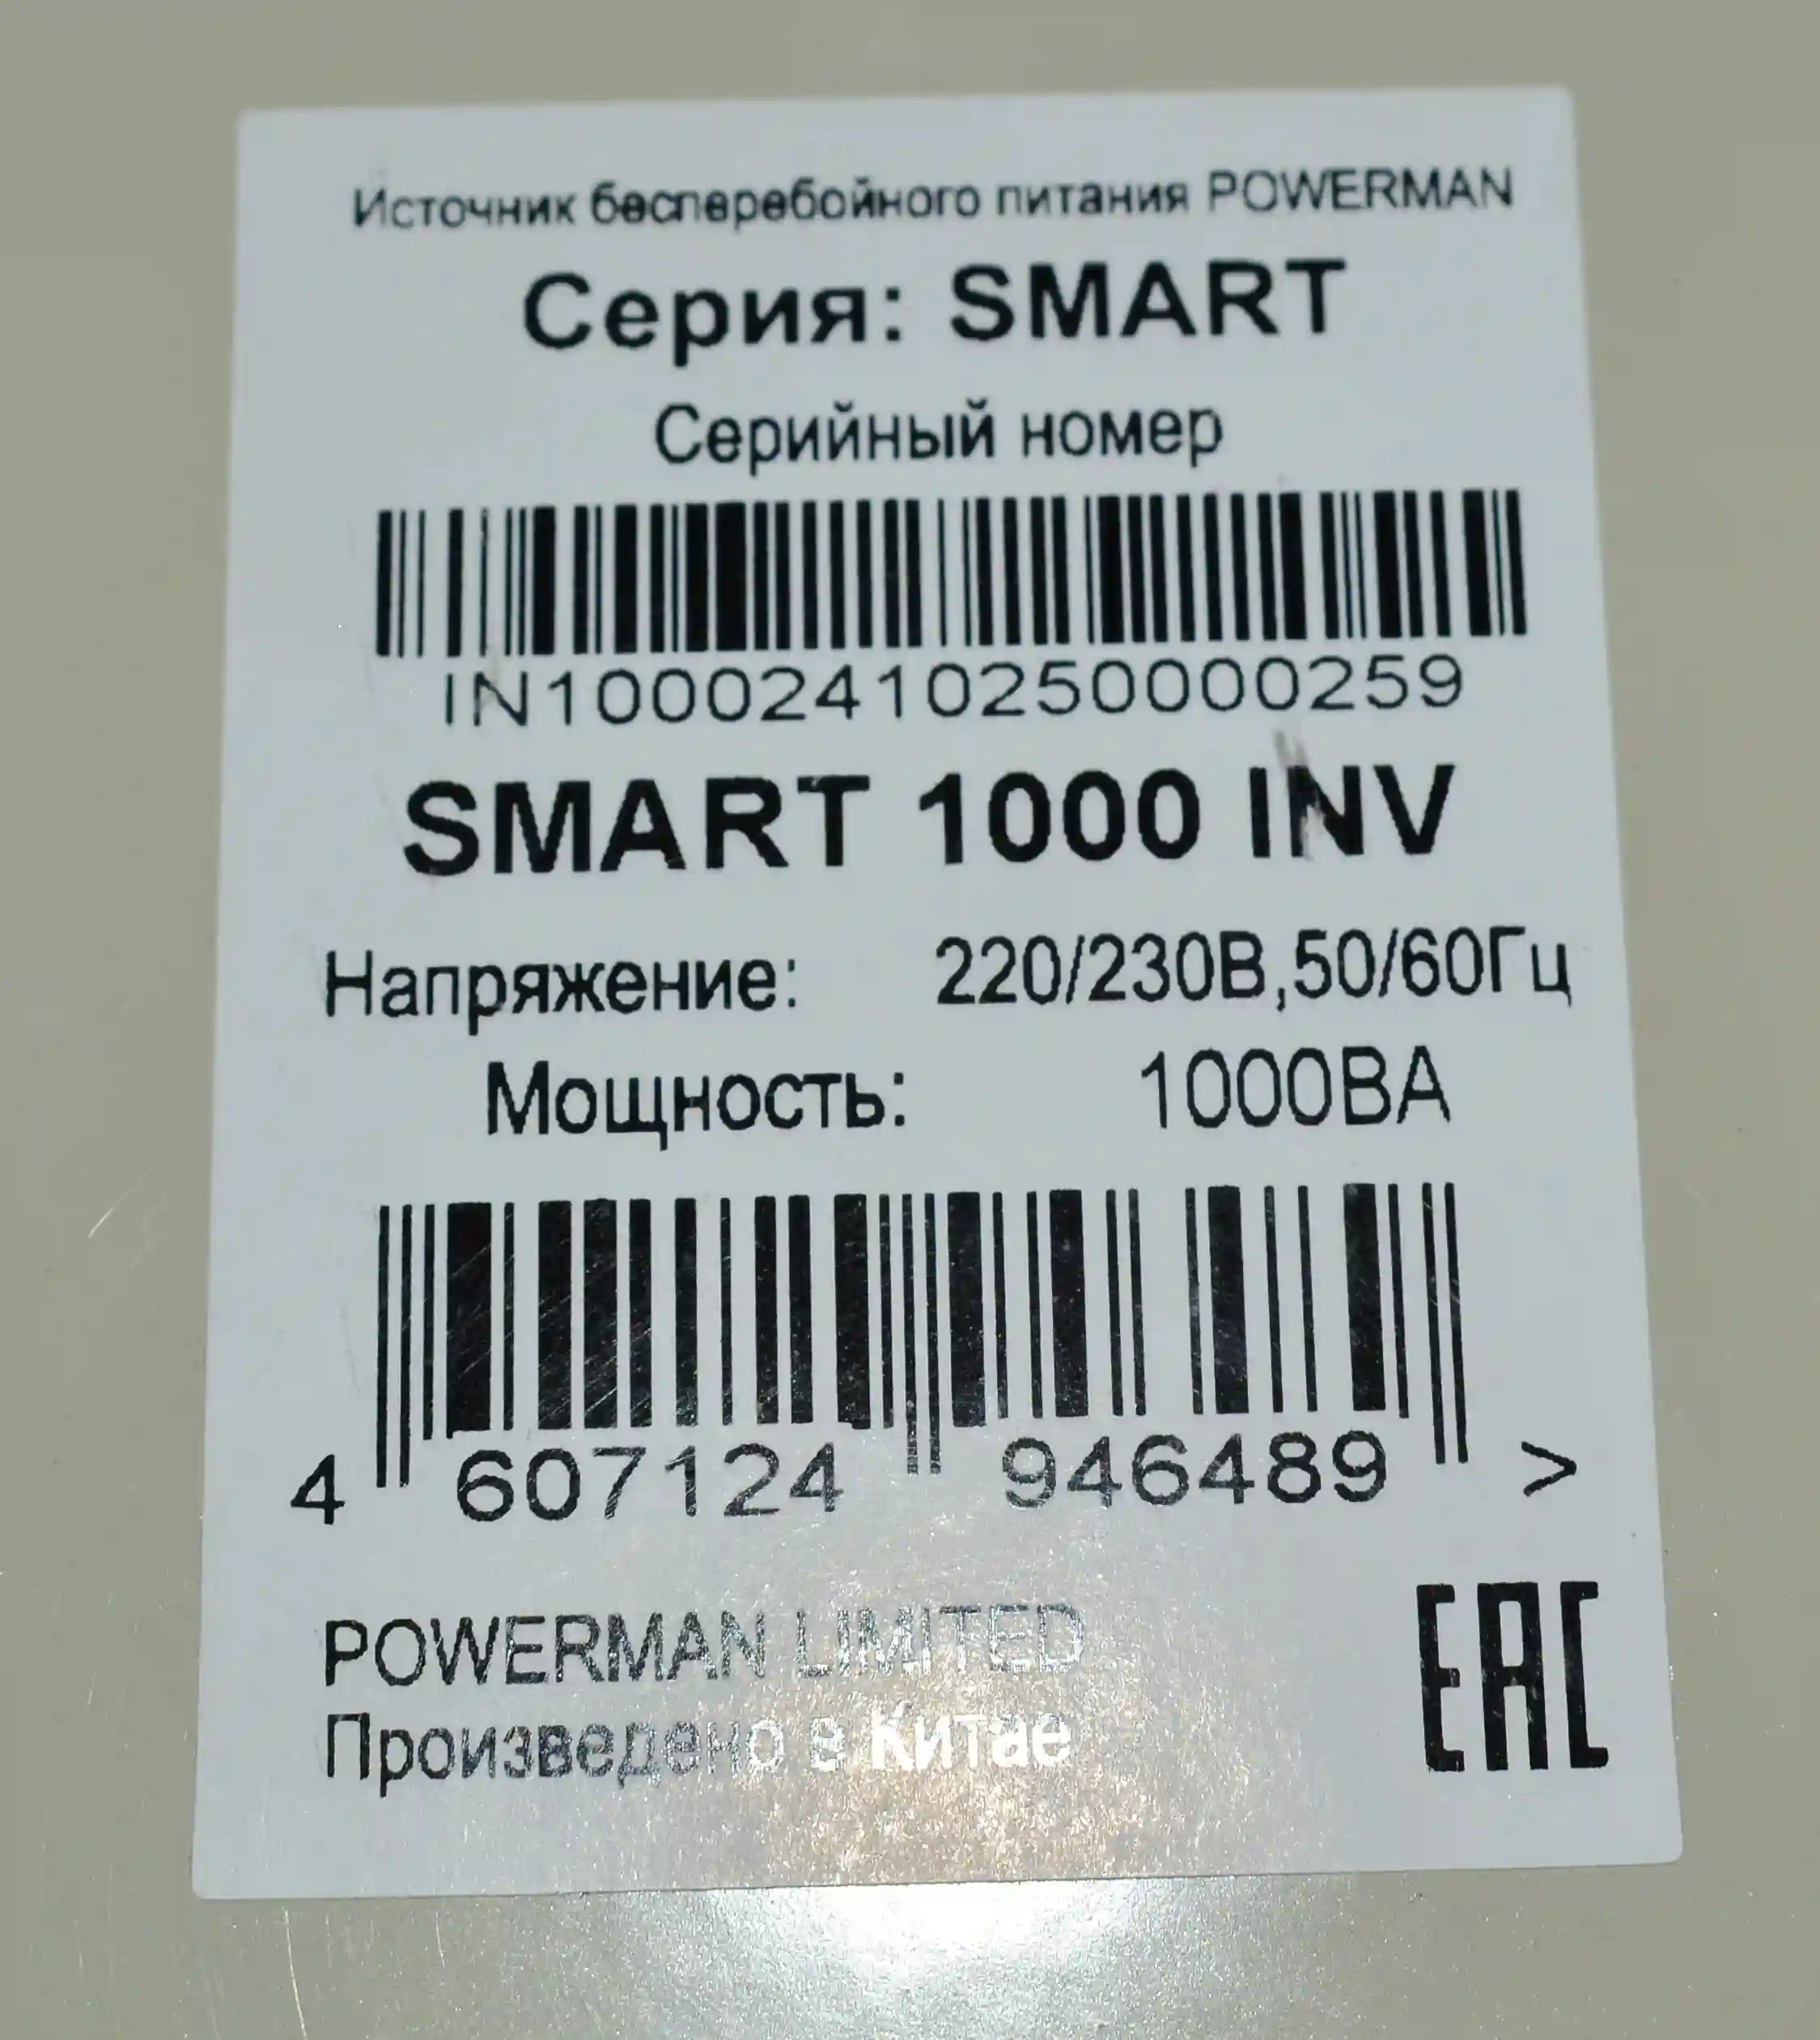 Источник бесперебойного питания POWERMAN
Серия: SMART
Серийный номер
IN10002410250000259
SMART 1000 INV
Напряжение: 220/230В,50/60Гц
Мощность: 1000ВА
4 607124 946489 >
POWERMAN LIMITED
Произведено в Китае
EAC